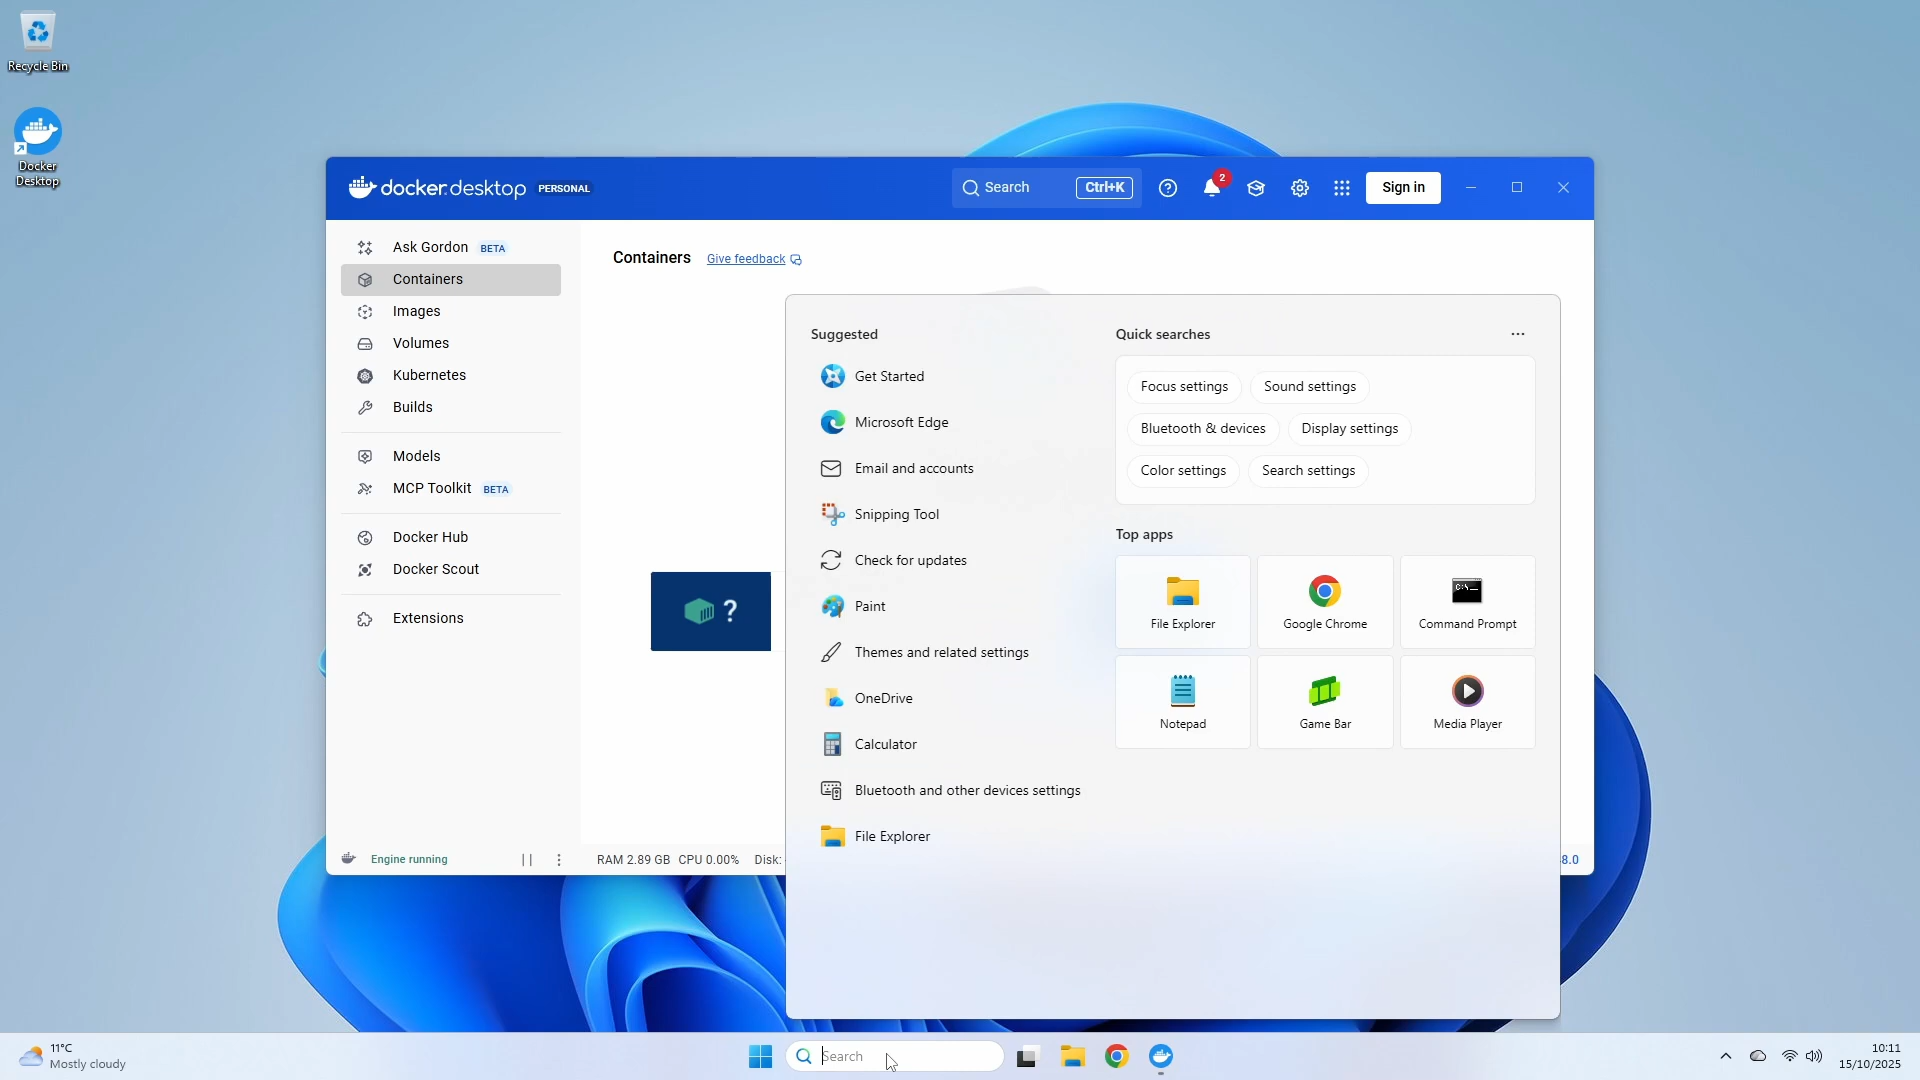 Recycle Bin
Docker
Desktop
docker.desktop PERSONAL
Search Ctrl+K
2
Sign in
Ask Gordon BETA
Containers
Images
Volumes
Kubernetes
Builds
Models
MCP Toolkit BETA
Docker Hub
Docker Scout
Extensions
Containers Give feedback
?
Suggested
Get Started
Microsoft Edge
Email and accounts
Snipping Tool
Check for updates
Paint
Themes and related settings
OneDrive
Calculator
Bluetooth and other devices settings
File Explorer
Quick searches
Focus settings Sound settings
Bluetooth & devices Display settings
Color settings Search settings
Top apps
File Explorer Google Chrome Command Prompt
Notepad Game Bar Media Player
Engine running
RAM 2.89 GB CPU 0.00% Disk:
8.0
11°C
Mostly cloudy
Search
10:11
15/10/2025